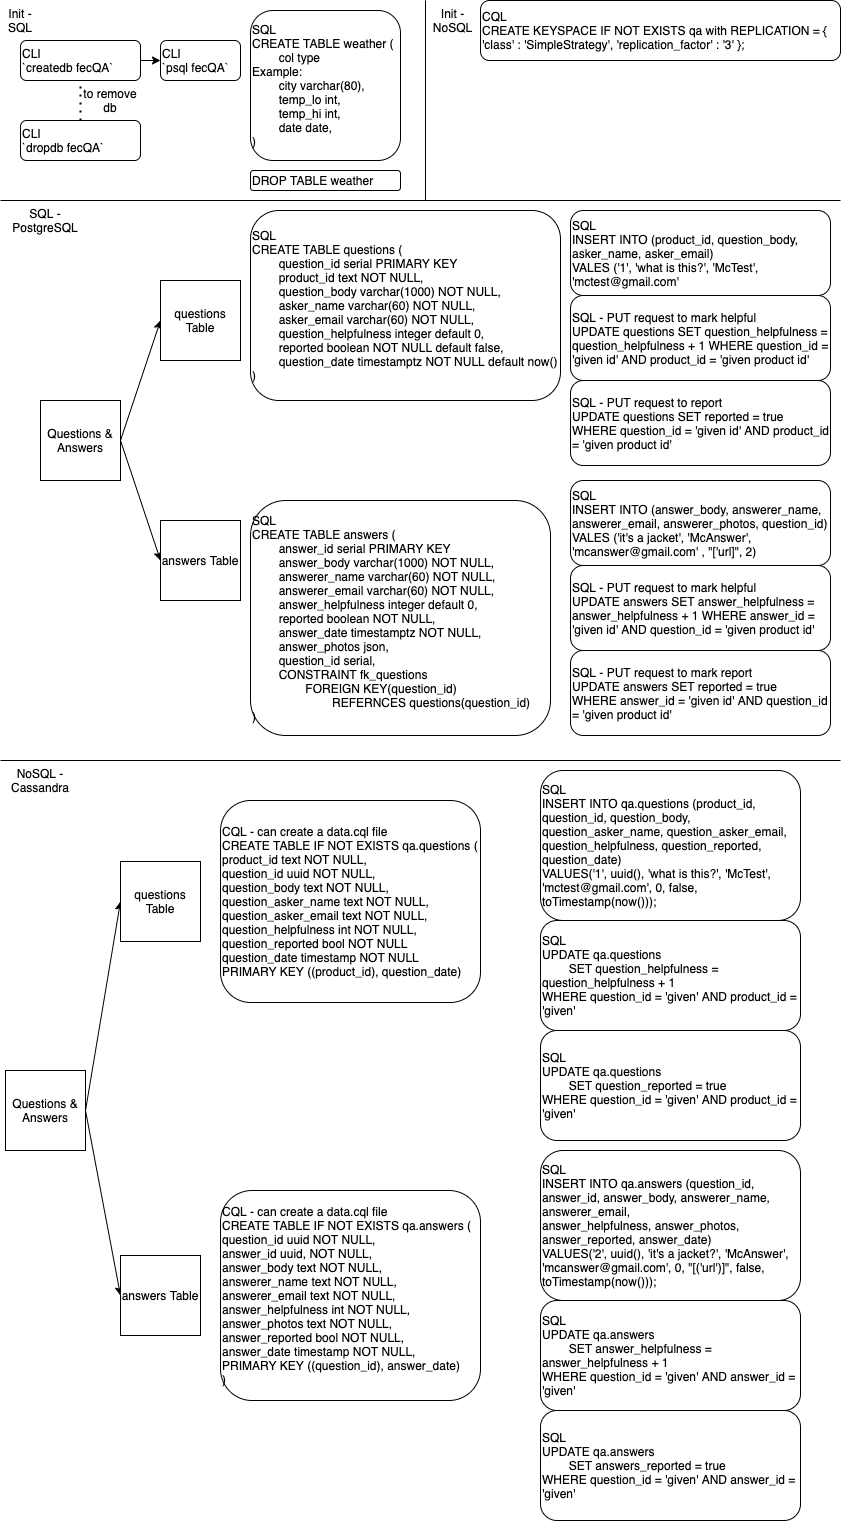 Init -
SQL
CLI
`createdb fecQA`
CLI
`psql fecQA`
to remove
db
CLI
`dropdb fecQA`
SQL
CREATE TABLE weather (
col type
Example:
city varchar(80),
temp_lo int,
temp_hi int,
date date,
)
DROP TABLE weather
Init -
NoSQL
CQL
CREATE KEYSPACE IF NOT EXISTS qa with REPLICATION = {
'class' : 'SimpleStrategy', 'replication_factor' : '3' };
SQL -
PostgreSQL
Questions &
Answers
questions
Table
SQL
CREATE TABLE questions (
question_id serial PRIMARY KEY
product_id text NOT NULL,
question_body varchar(1000) NOT NULL,
asker_name varchar(60) NOT NULL,
asker_email varchar(60) NOT NULL,
question_helpfulness integer default 0,
reported boolean NOT NULL default false,
question_date timestamptz NOT NULL default now()
)
SQL
INSERT INTO (product_id, question_body,
asker_name, asker_email)
VALES ('1', 'what is this?', 'McTest',
'mctest@gmail.com'
SQL - PUT request to mark helpful
UPDATE questions SET question_helpfulness =
question_helpfulness + 1 WHERE question_id =
'given id' AND product_id = 'given product id'
SQL - PUT request to report
UPDATE questions SET reported = true
WHERE question_id = 'given id' AND product_id
= 'given product id'
answers Table
SQL
CREATE TABLE answers (
answer_id serial PRIMARY KEY
answer_body varchar(1000) NOT NULL,
answerer_name varchar(60) NOT NULL,
answerer_email varchar(60) NOT NULL,
answer_helpfulness integer default 0,
reported boolean NOT NULL,
answer_date timestamptz NOT NULL,
answer_photos json,
question_id serial,
CONSTRAINT fk_questions
FOREIGN KEY(question_id)
REFERNCES questions(question_id)
)
SQL
INSERT INTO (answer_body, answerer_name,
answerer_email, answerer_photos, question_id)
VALES ('it's a jacket', 'McAnswer',
'mcanswer@gmail.com' , "['url]", 2)
SQL - PUT request to mark helpful
UPDATE answers SET answer_helpfulness =
answer_helpfulness + 1 WHERE answer_id =
'given id' AND question_id = 'given product id'
SQL - PUT request to mark report
UPDATE answers SET reported = true
WHERE answer_id = 'given id' AND question_id
= 'given product id'
NoSQL -
Cassandra
Questions &
Answers
questions
Table
CQL - can create a data.cql file
CREATE TABLE IF NOT EXISTS qa.questions (
product_id text NOT NULL,
question_id uuid NOT NULL,
question_body text NOT NULL,
question_asker_name text NOT NULL,
question_asker_email text NOT NULL,
question_helpfulness int NOT NULL,
question_reported bool NOT NULL
question_date timestamp NOT NULL
PRIMARY KEY ((product_id), question_date)
SQL
INSERT INTO qa.questions (product_id,
question_id, question_body,
question_asker_name, question_asker_email,
question_helpfulness, question_reported,
question_date)
VALUES('1', uuid(), 'what is this?', 'McTest',
'mctest@gmail.com', 0, false,
toTimestamp(now()));
SQL
UPDATE qa.questions
SET question_helpfulness =
question_helpfulness + 1
WHERE question_id = 'given' AND product_id =
'given'
SQL
UPDATE qa.questions
SET question_reported = true
WHERE question_id = 'given' AND product_id =
'given'
answers Table
CQL - can create a data.cql file
CREATE TABLE IF NOT EXISTS qa.answers (
question_id uuid NOT NULL,
answer_id uuid, NOT NULL,
answer_body text NOT NULL,
answerer_name text NOT NULL,
answerer_email text NOT NULL,
answer_helpfulness int NOT NULL,
answer_photos text NOT NULL,
answer_reported bool NOT NULL,
answer_date timestamp NOT NULL,
PRIMARY KEY ((question_id), answer_date)
)
SQL
INSERT INTO qa.answers (question_id,
answer_id, answer_body, answerer_name,
answerer_email,
answer_helpfulness, answer_photos,
answer_reported, answer_date)
VALUES('2', uuid(), 'it's a jacket?', 'McAnswer',
'mcanswer@gmail.com', 0, "[('url')]", false,
toTimestamp(now()));
SQL
UPDATE qa.answers
SET answer_helpfulness =
answer_helpfulness + 1
WHERE question_id = 'given' AND answer_id =
'given'
SQL
UPDATE qa.answers
SET answers_reported = true
WHERE question_id = 'given' AND answer_id =
'given'